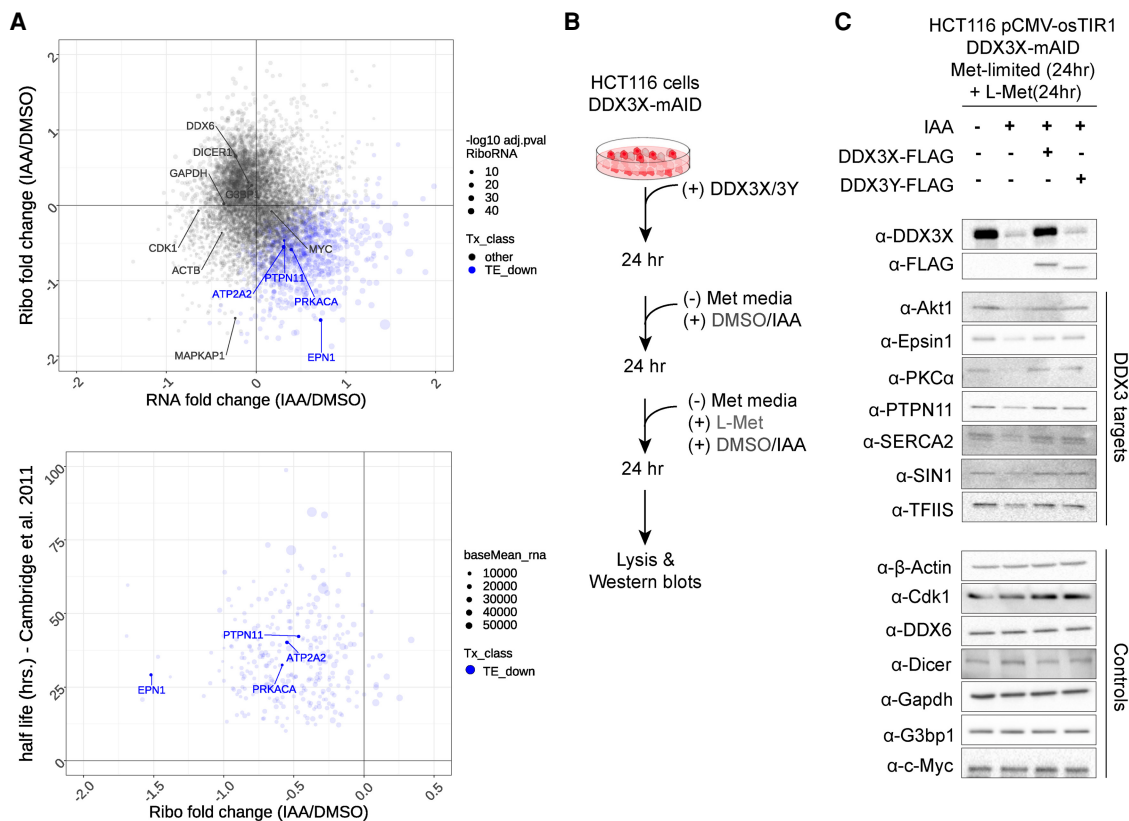 A
2
1
0
-1
-2
Ribo fold change (IAA/DMSO)
DDX6
DICER1
GAPDH
G3BP1
CDK1
MYC
ACTB
PTPN11
ATP2A2
PRKACA
MAPKAP1
EPN1
-2
-1
0
1
2
RNA fold change (IAA/DMSO)
-log10 adj.pval
RiboRNA
10
20
30
40
Tx_class
other
TE_down
100
75
50
25
0
half life (hrs.) - Cambridge et al. 2011
PTPN11
ATP2A2
EPN1
PRKACA
-2.0
-1.5
-1.0
-0.5
0.0
0.5
Ribo fold change (IAA/DMSO)
baseMean_rna
10000
20000
30000
40000
50000
Tx_class
TE_down
B
HCT116 cells
DDX3X-mAID
(+) DDX3X/3Y
24 hr
(-) Met media
(+) DMSO/IAA
24 hr
(-) Met media
(+) L-Met
(+) DMSO/IAA
24 hr
Lysis &
Western blots
C
HCT116 pCMV-osTIR1
DDX3X-mAID
Met-limited (24hr)
+ L-Met(24hr)
IAA - + + +
DDX3X-FLAG - - + -
DDX3Y-FLAG - - - +
α-DDX3X
α-FLAG
α-Akt1
α-Epsin1
α-PKCα
α-PTPN11
α-SERCA2
α-SIN1
α-TFIIS
DDX3 targets
α-β-Actin
α-Cdk1
α-DDX6
α-Dicer
α-Gapdh
α-G3bp1
α-c-Myc
Controls